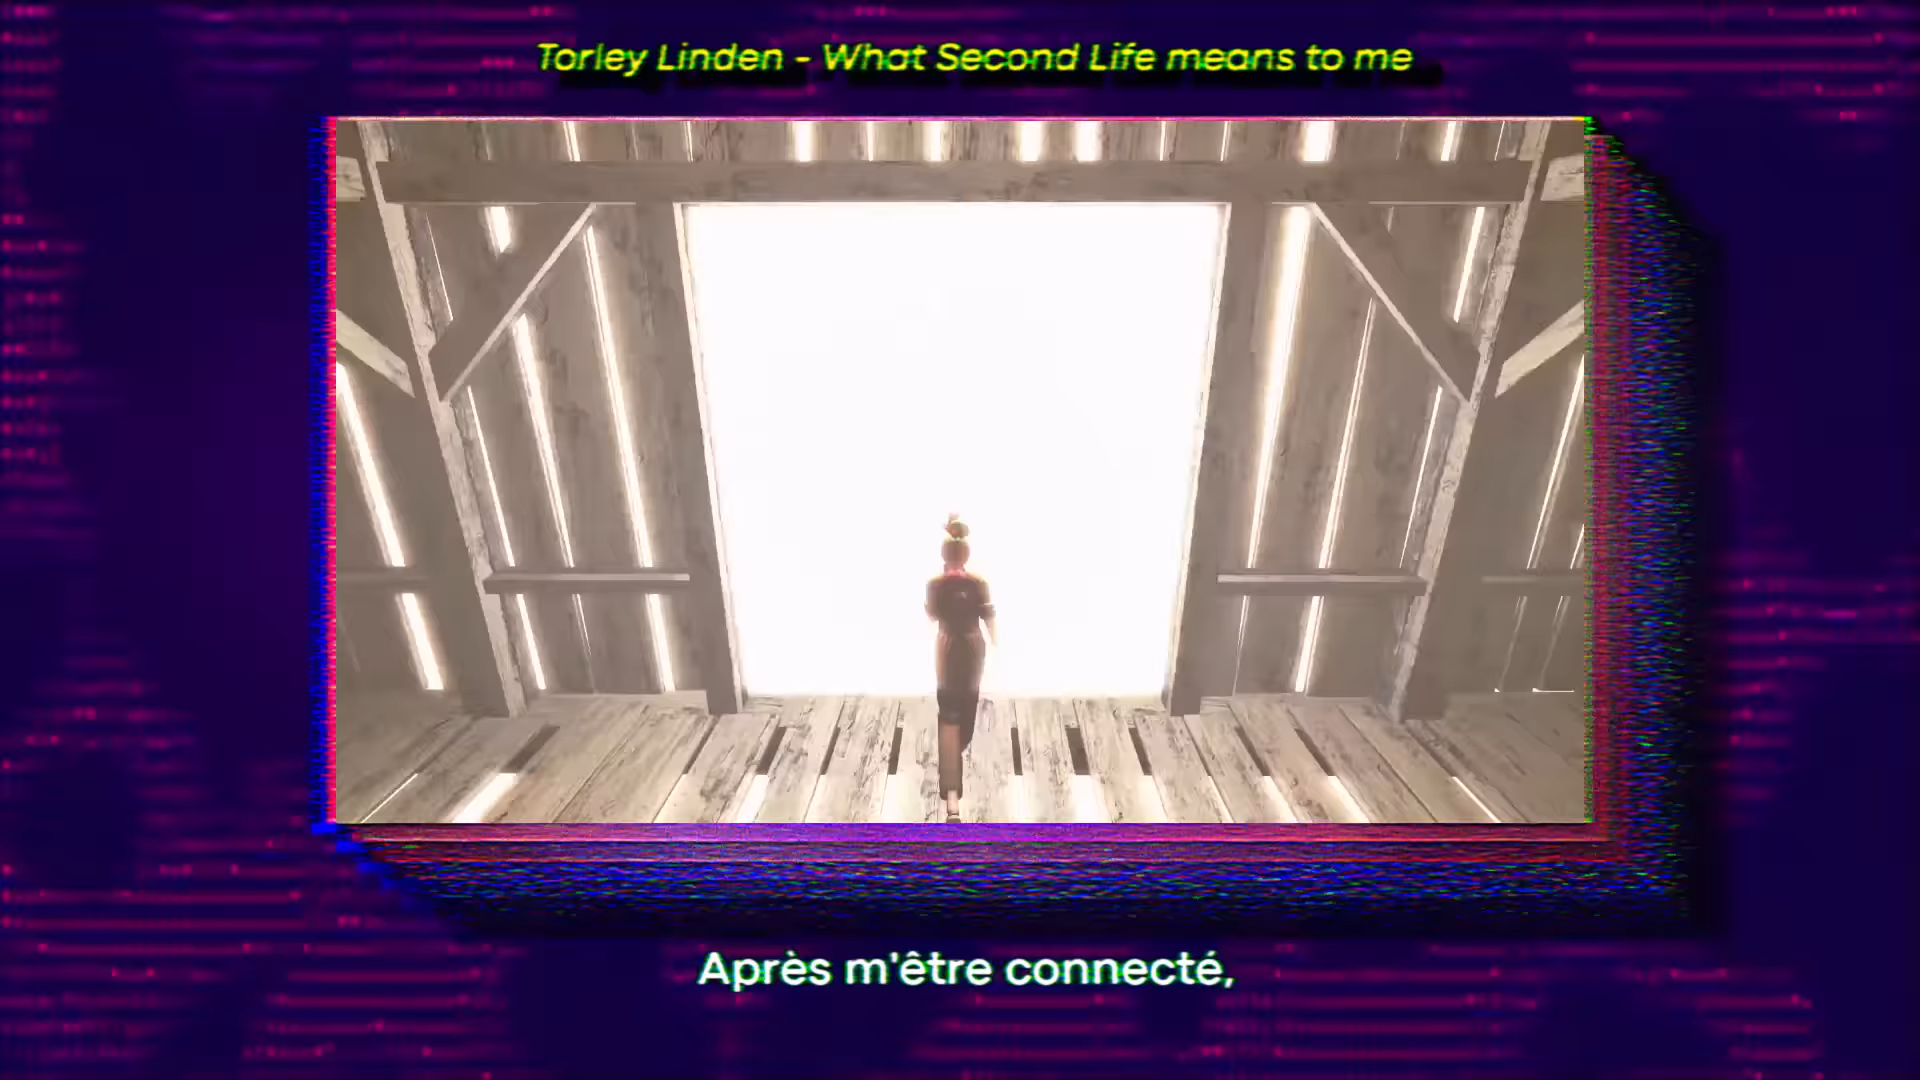 Torley Linden - What Second Life means to me
Après m'être connecté,